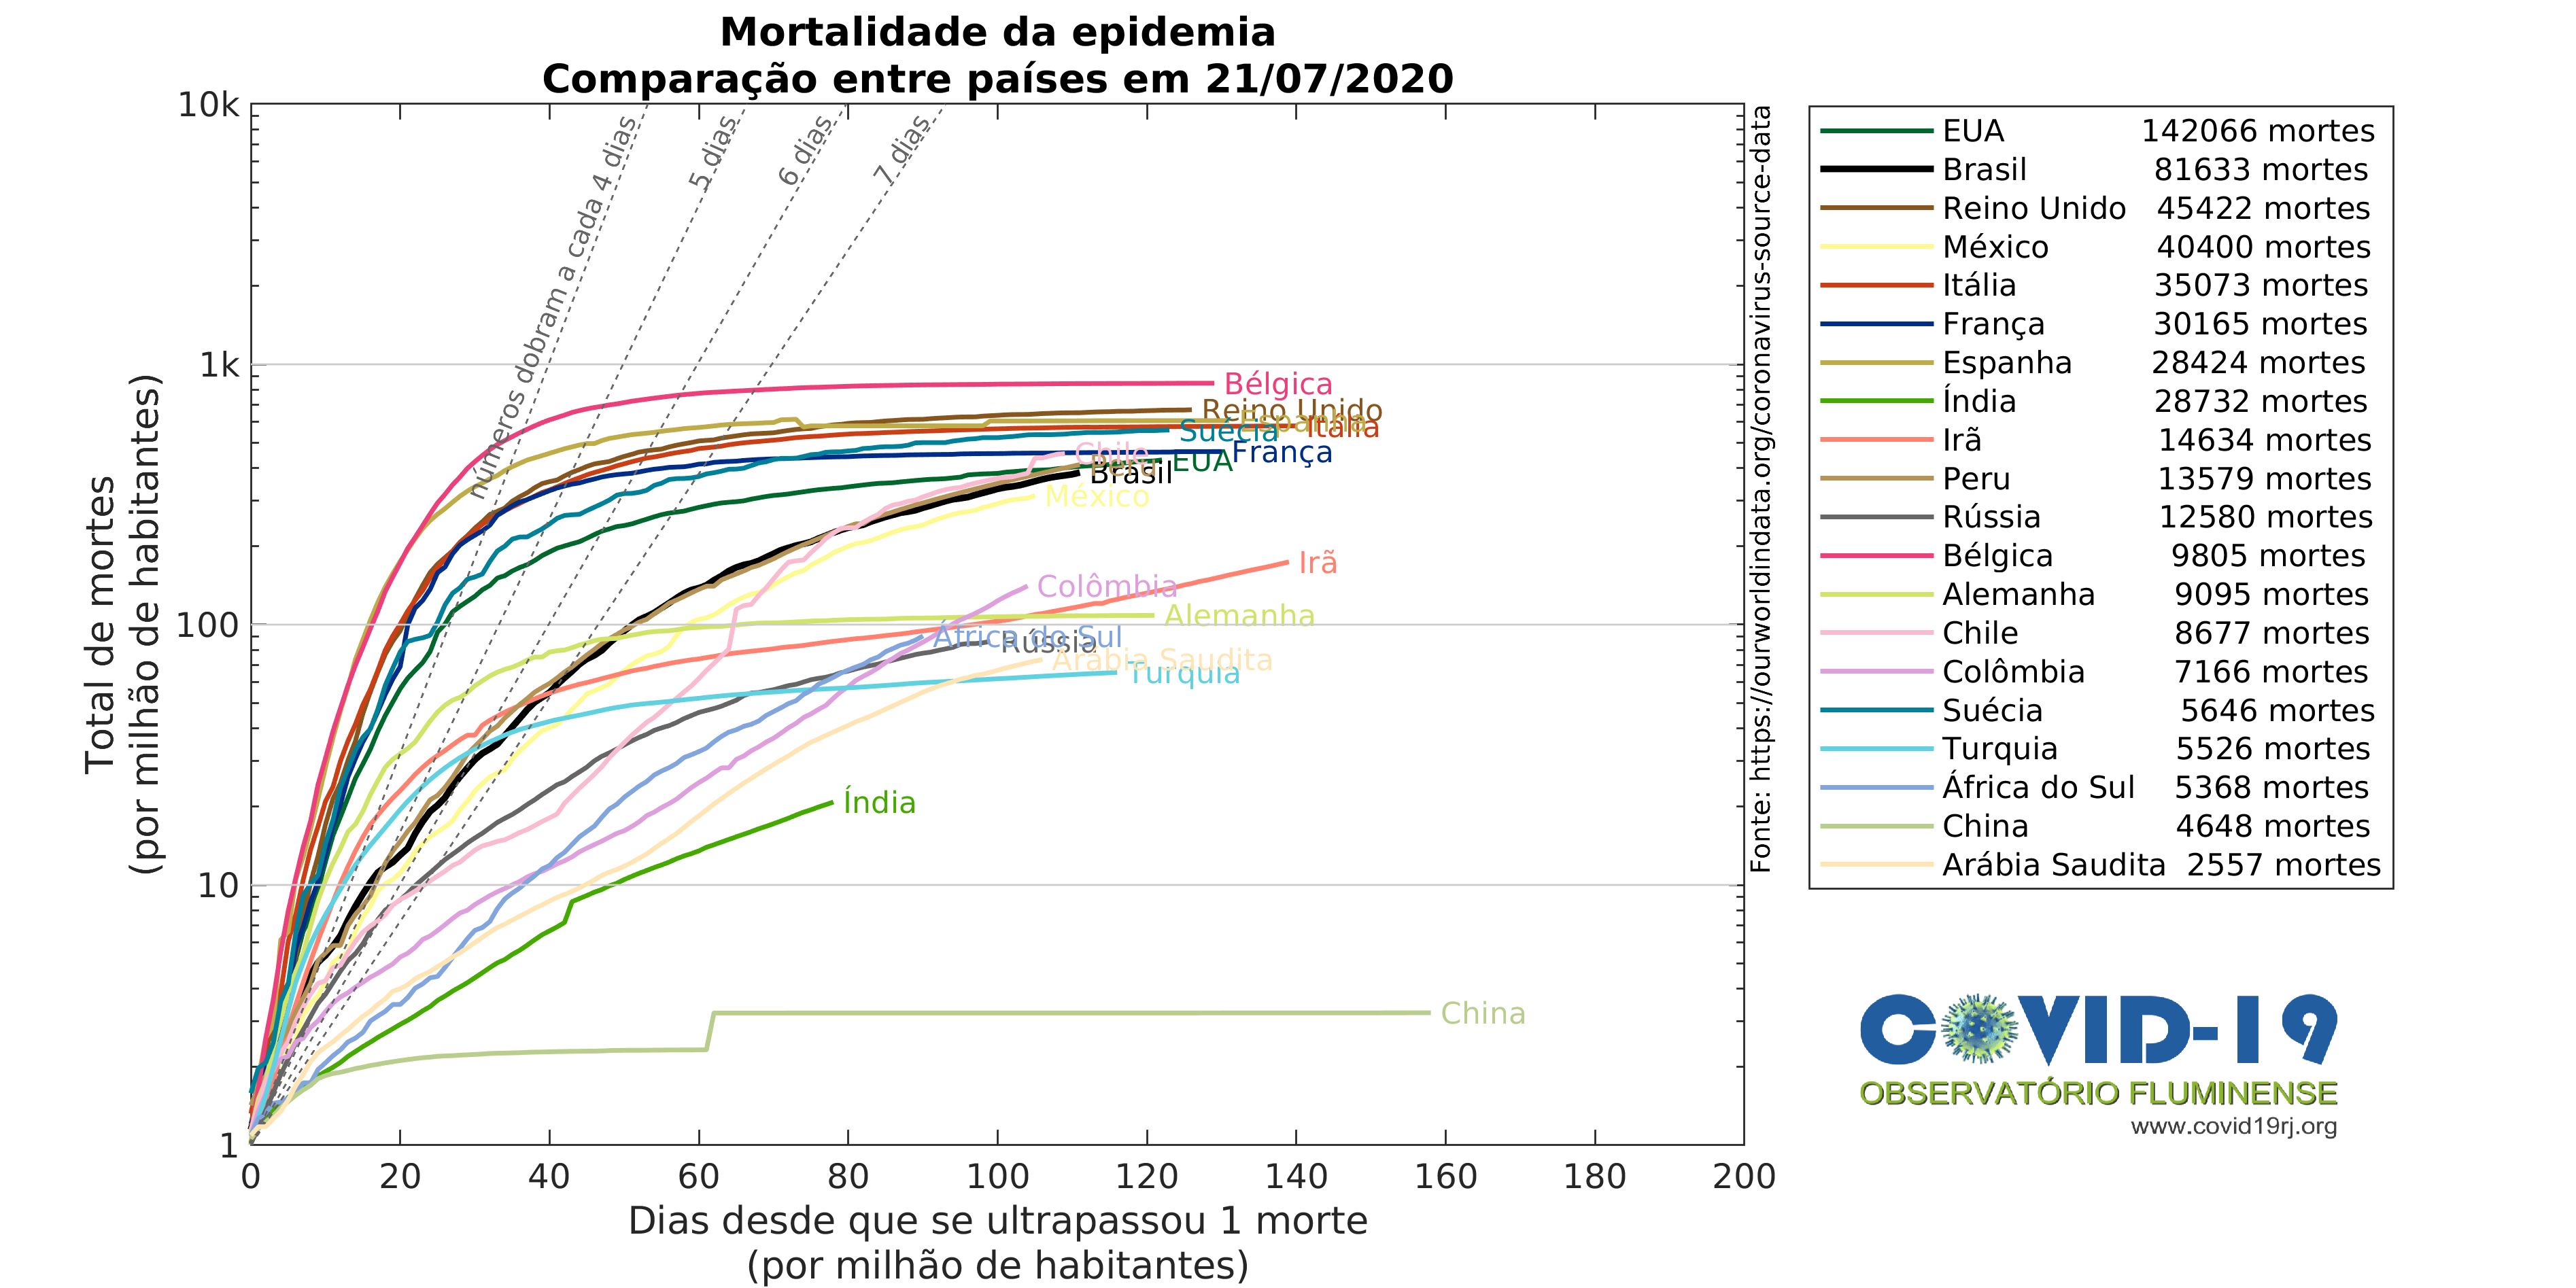 Mortalidade da epidemia
Comparação entre países em 21/07/2020
Total de mortes
(por milhão de habitantes)
10k
1k
100
10
1
números dobram a cada 4 dias
5 dias
6 dias
7 dias
Bélgica
Reino Unido
Espanha
Itália
Suécia
França
Chile
EUA
Peru
Brasil
México
Irã
Colômbia
Alemanha
África do Sul
Rússia
Arábia Saudita
Turquia
Índia
China
0 20 40 60 80 100 120 140 160 180 200
Dias desde que se ultrapassou 1 morte
(por milhão de habitantes)
Fonte: https://ourworldindata.org/coronavirus-source-data
EUA 142066 mortes
Brasil 81633 mortes
Reino Unido 45422 mortes
México 40400 mortes
Itália 35073 mortes
França 30165 mortes
Espanha 28424 mortes
Índia 28732 mortes
Irã 14634 mortes
Peru 13579 mortes
Rússia 12580 mortes
Bélgica 9805 mortes
Alemanha 9095 mortes
Chile 8677 mortes
Colômbia 7166 mortes
Suécia 5646 mortes
Turquia 5526 mortes
África do Sul 5368 mortes
China 4648 mortes
Arábia Saudita 2557 mortes
COVID-19
OBSERVATÓRIO FLUMINENSE
www.covid19rj.org